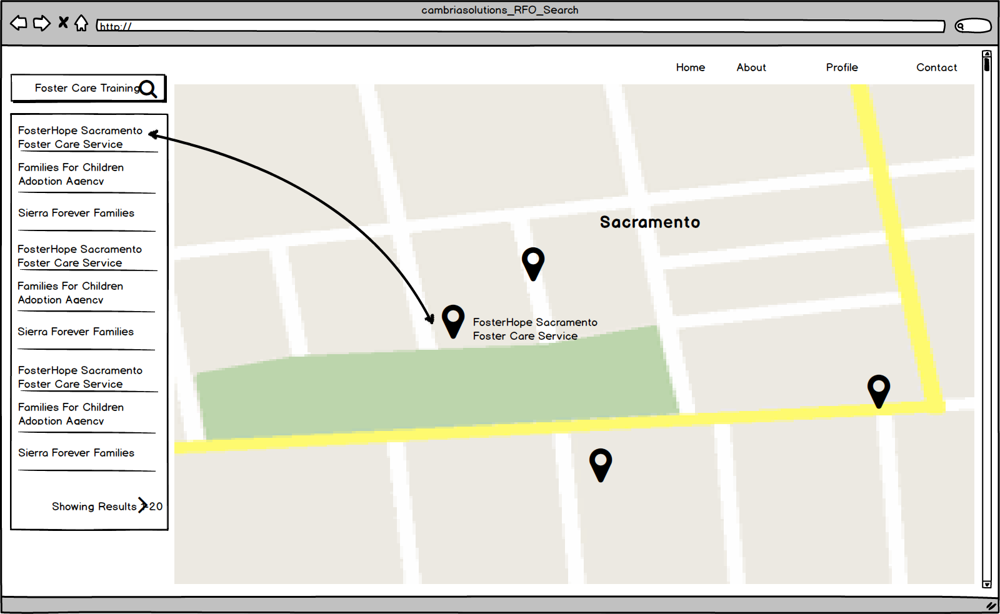 cambriasolutions_RFO_Search
http://
Home About Profile Contact
Foster Care Training
FosterHope Sacramento
Foster Care Service
Families For Children
Adoption Agency
Sierra Forever Families
FosterHope Sacramento
Foster Care Service
Families For Children
Adoption Agency
Sierra Forever Families
FosterHope Sacramento
Foster Care Service
Families For Children
Adoption Agency
Sierra Forever Families
Showing Results 1-20
Sacramento
FosterHope Sacramento
Foster Care Service